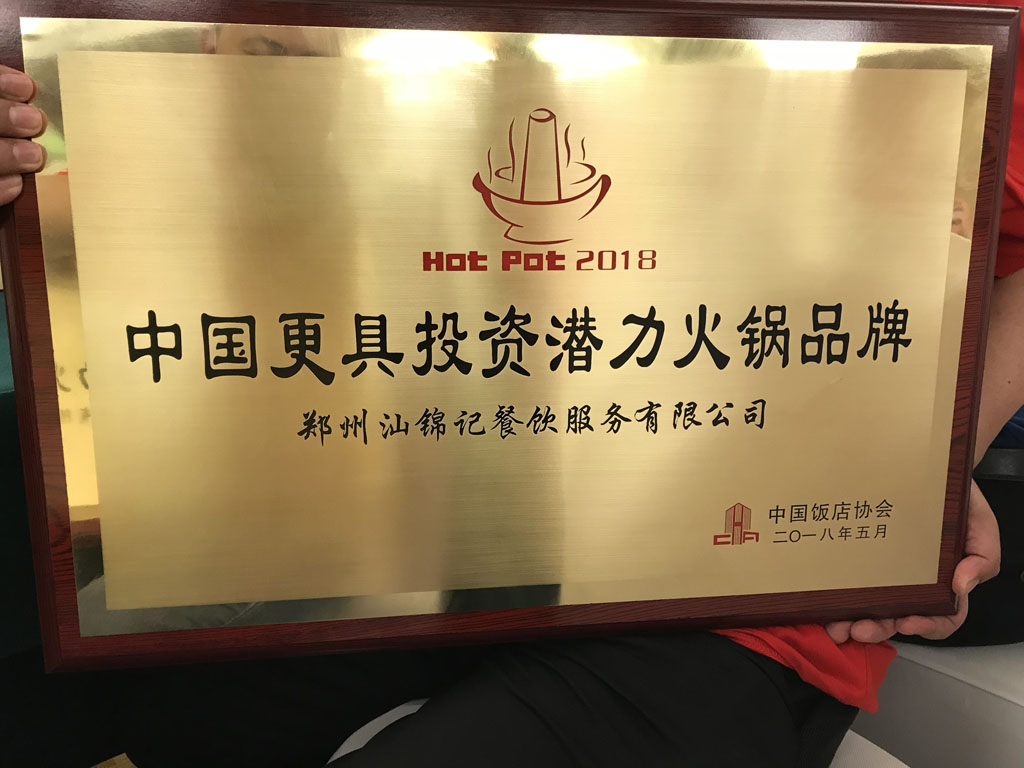 Hot Pot 2018
中国更具投资潜力火锅品牌
郑州汕锦记餐饮服务有限公司
中国饭店协会
CHA
二〇一八年五月